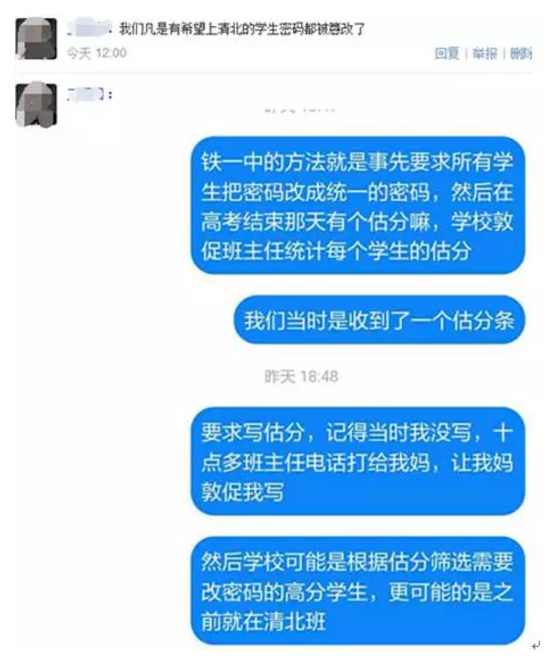 ：我们凡是有希望上清北的学生密码都被篡改了
今天 12:00
回复 | 举报 | 删除
：
铁一中的方法就是事先要求所有学
生把密码改成统一的密码，然后在
高考结束那天有个估分嘛，学校敦
促班主任统计每个学生的估分
我们当时是收到了一个估分条
昨天 18:48
要求写估分，记得当时我没写，十
点多班主任电话打给我妈，让我妈
敦促我写
然后学校可能是根据估分筛选需要
改密码的高分学生，更可能的是之
前就在清北班